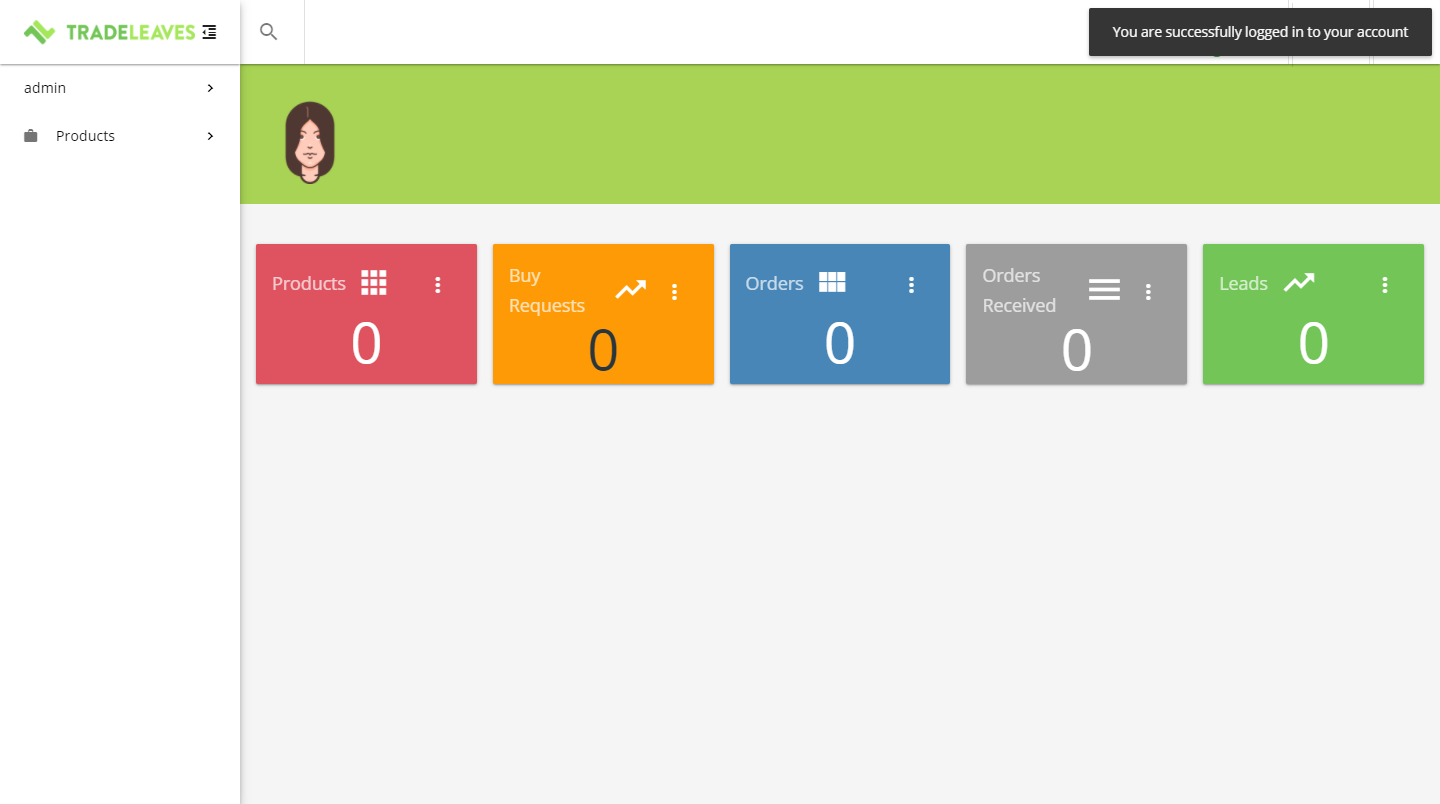 TRADELEAVES
You are successfully logged in to your account
admin
Products
Products
0
Buy
Requests
0
Orders
0
Orders
Received
0
Leads
0